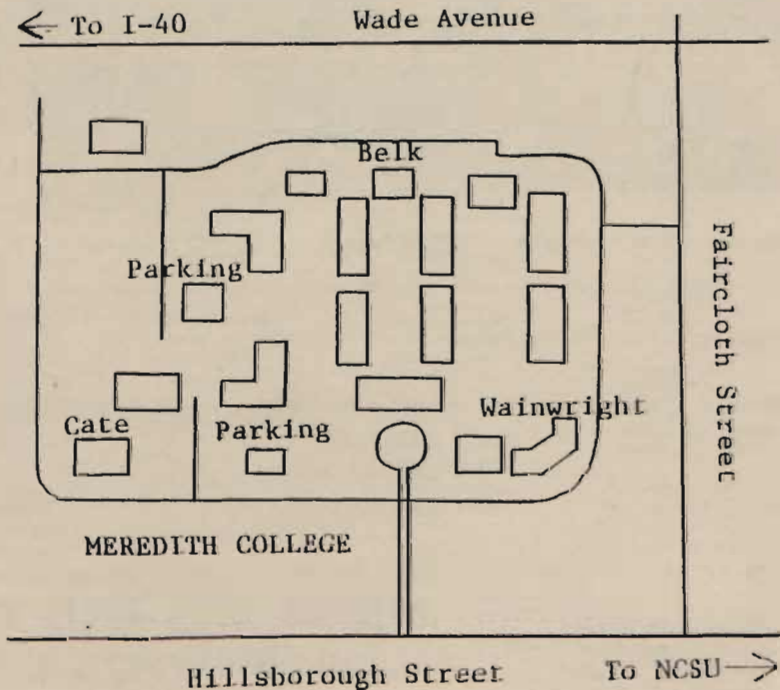 ← To I-40
Wade Avenue
Belk
Parking
Faircloth Street
Wainwright
Cate
Parking
MEREDITH COLLEGE
Hillsborough Street
To NCSU →